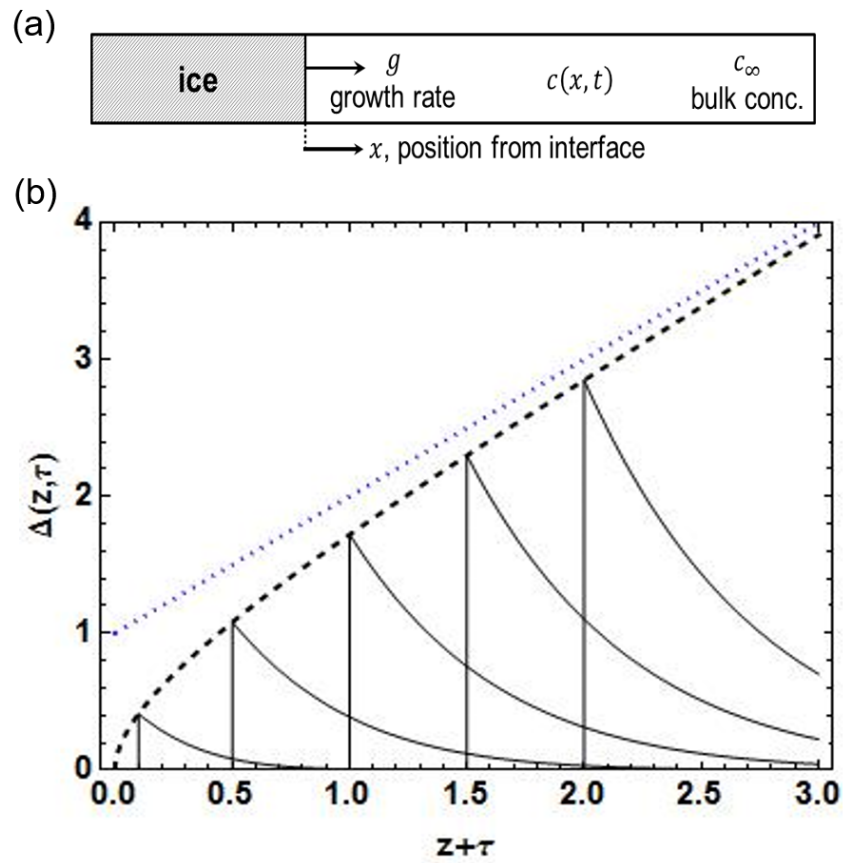 (a)
ice
g
growth rate
c(x, t)
c∞
bulk conc.
x, position from interface
(b)
4
3
2
1
0
Δ(z,τ)
0.0 0.5 1.0 1.5 2.0 2.5 3.0
z+τ